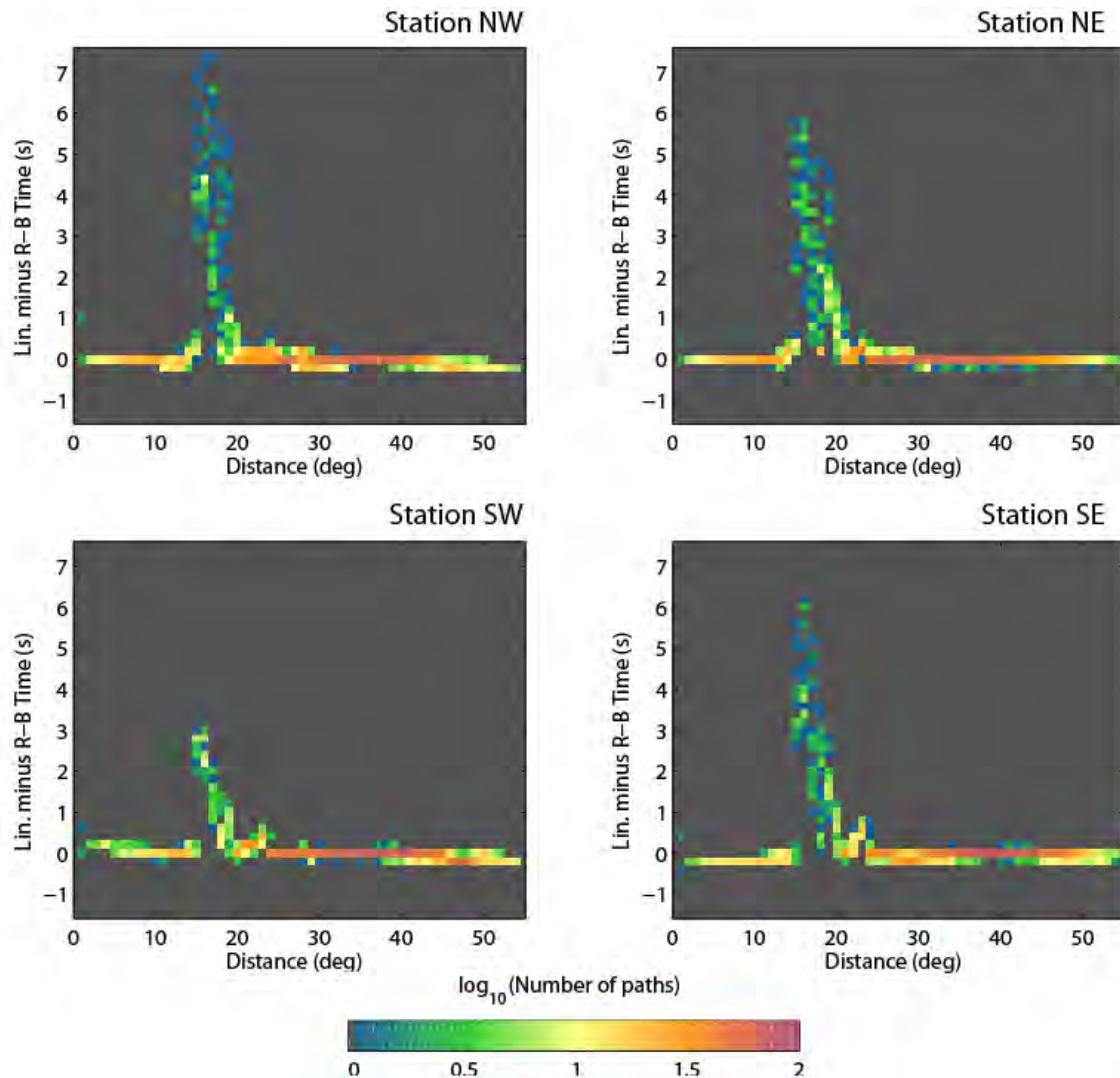 Station NW
7
6
5
4
3
2
1
0
−1
Lin. minus R−B Time (s)
0 10 20 30 40 50
Distance (deg)
Station NE
7
6
5
4
3
2
1
0
−1
Lin. minus R−B Time (s)
0 10 20 30 40 50
Distance (deg)
Station SW
7
6
5
4
3
2
1
0
−1
Lin. minus R−B Time (s)
0 10 20 30 40 50
Distance (deg)
Station SE
7
6
5
4
3
2
1
0
−1
Lin. minus R−B Time (s)
0 10 20 30 40 50
Distance (deg)
log10(Number of paths)
0 0.5 1 1.5 2